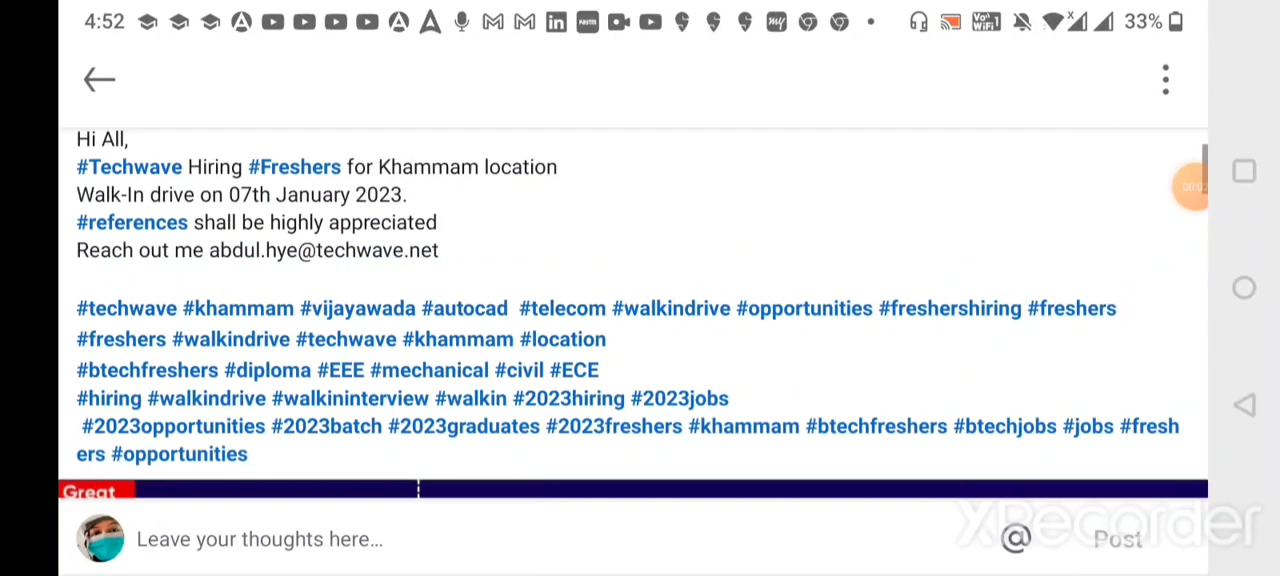 4:52 33%
Hi All,
#Techwave Hiring #Freshers for Khammam location
Walk-In drive on 07th January 2023.
#references shall be highly appreciated
Reach out me abdul.hye@techwave.net
#techwave #khammam #vijayawada #autocad #telecom #walkindrive #opportunities #freshershiring #freshers
#freshers #walkindrive #techwave #khammam #location
#btechfreshers #diploma #EEE #mechanical #civil #ECE
#hiring #walkindrive #walkininterview #walkin #2023hiring #2023jobs
#2023opportunities #2023batch #2023graduates #2023freshers #khammam #btechfreshers #btechjobs #jobs #fresh
ers #opportunities
Great
Leave your thoughts here... @ Post
XRecorder